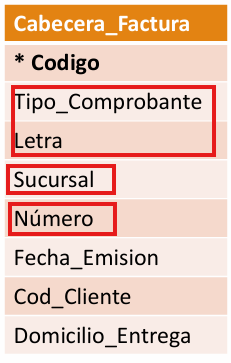 Cabecera_Factura
* Codigo
Tipo_Comprobante
Letra
Sucursal
Número
Fecha_Emision
Cod_Cliente
Domicilio_Entrega